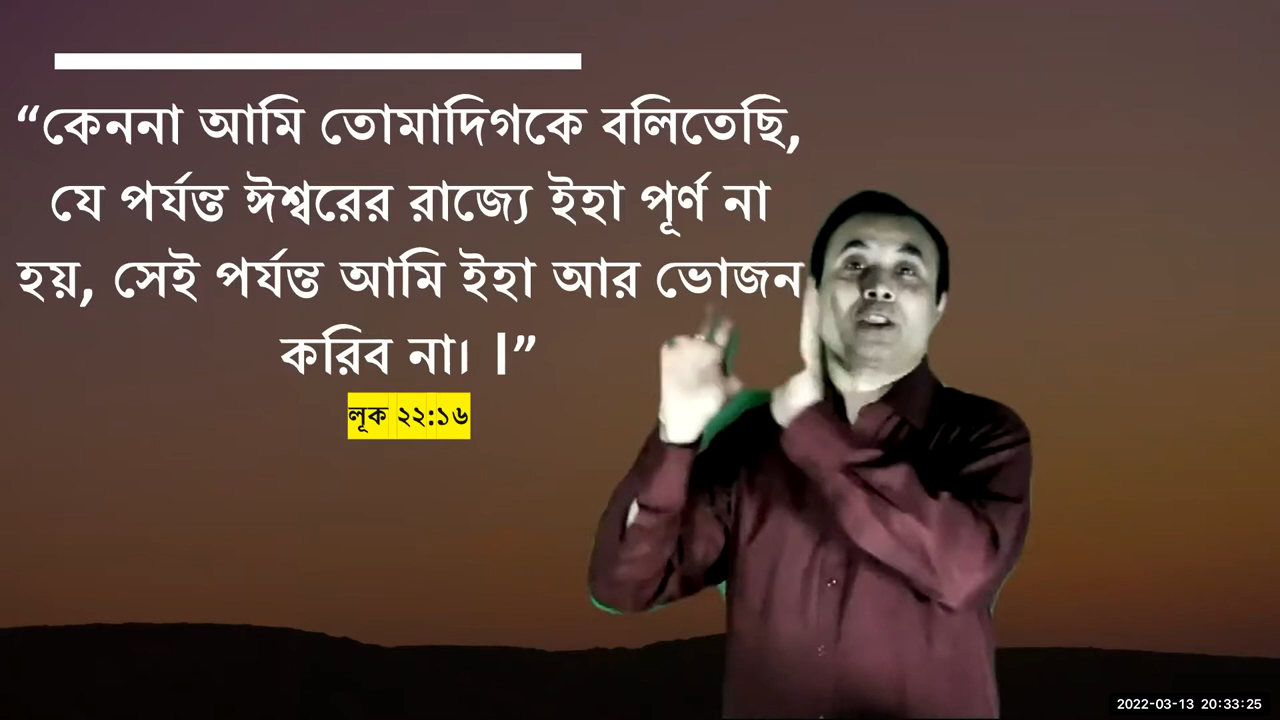 “কেননা আমি তোমাদিগকে বলিতেছি,
যে পর্যন্ত ঈশ্বরের রাজ্যে ইহা পূর্ণ না
হয়, সেই পর্যন্ত আমি ইহা আর ভোজন
করিব না। ।”
লূক ২২:১৬
2022-03-13 20:33:25